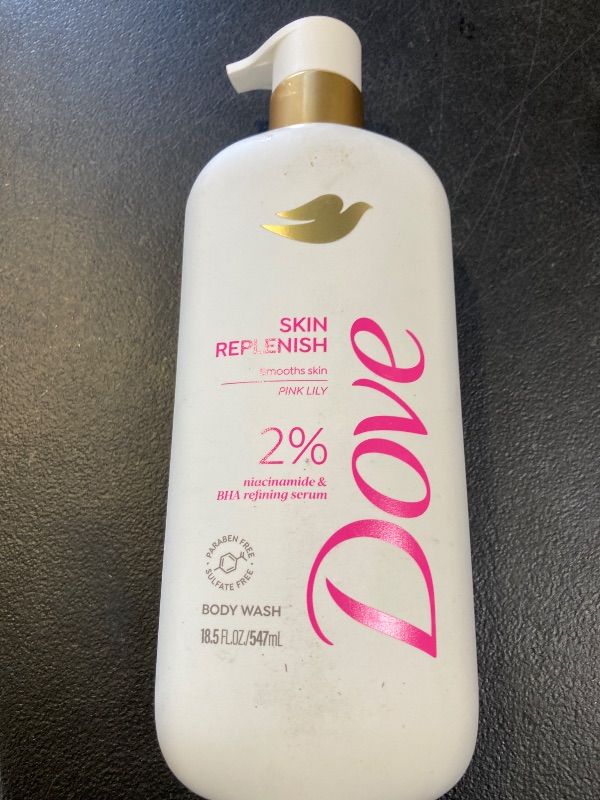 SKIN
REPLENISH
smooths skin
PINK LILY
2%
niacinamide &
BHA refining serum
Dove
• PARABEN FREE •
SULFATE FREE
BODY WASH
18.5 FL.OZ./547mL